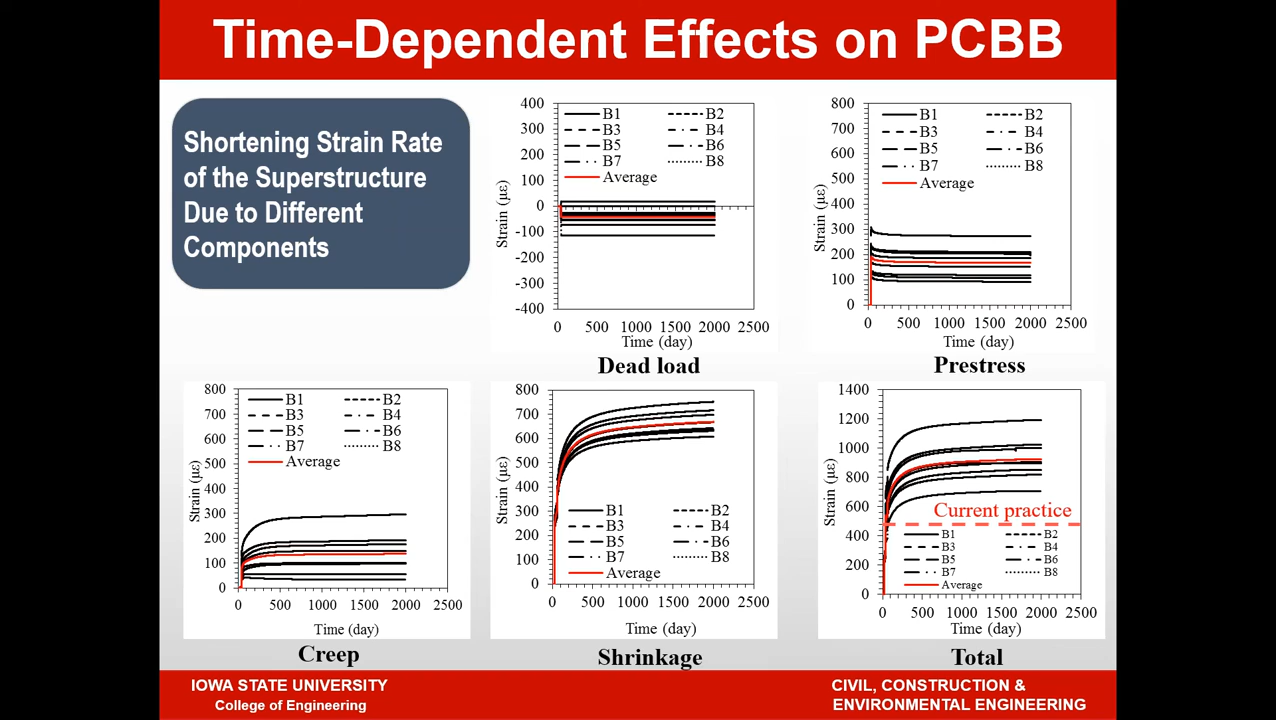 Time-Dependent Effects on PCBB
Shortening Strain Rate
of the Superstructure
Due to Different
Components
400
300
200
100
0
-100
-200
-300
-400
Strain (με)
B1 B2
B3 B4
B5 B6
B7 B8
Average
0 500 1000 1500 2000 2500
Time (day)
Dead load
800
700
600
500
400
300
200
100
0
Strain (με)
B1 B2
B3 B4
B5 B6
B7 B8
Average
0 500 1000 1500 2000 2500
Time (day)
Prestress
800
700
600
500
400
300
200
100
0
Strain (με)
B1 B2
B3 B4
B5 B6
B7 B8
Average
0 500 1000 1500 2000 2500
Time (day)
Creep
800
700
600
500
400
300
200
100
0
Strain (με)
B1 B2
B3 B4
B5 B6
B7 B8
Average
0 500 1000 1500 2000 2500
Time (day)
Shrinkage
1400
1200
1000
800
600
400
200
0
Strain (με)
Current practice
B1 B2
B3 B4
B5 B6
B7 B8
Average
0 500 1000 1500 2000 2500
Time (day)
Total
IOWA STATE UNIVERSITY
College of Engineering
CIVIL, CONSTRUCTION &
ENVIRONMENTAL ENGINEERING